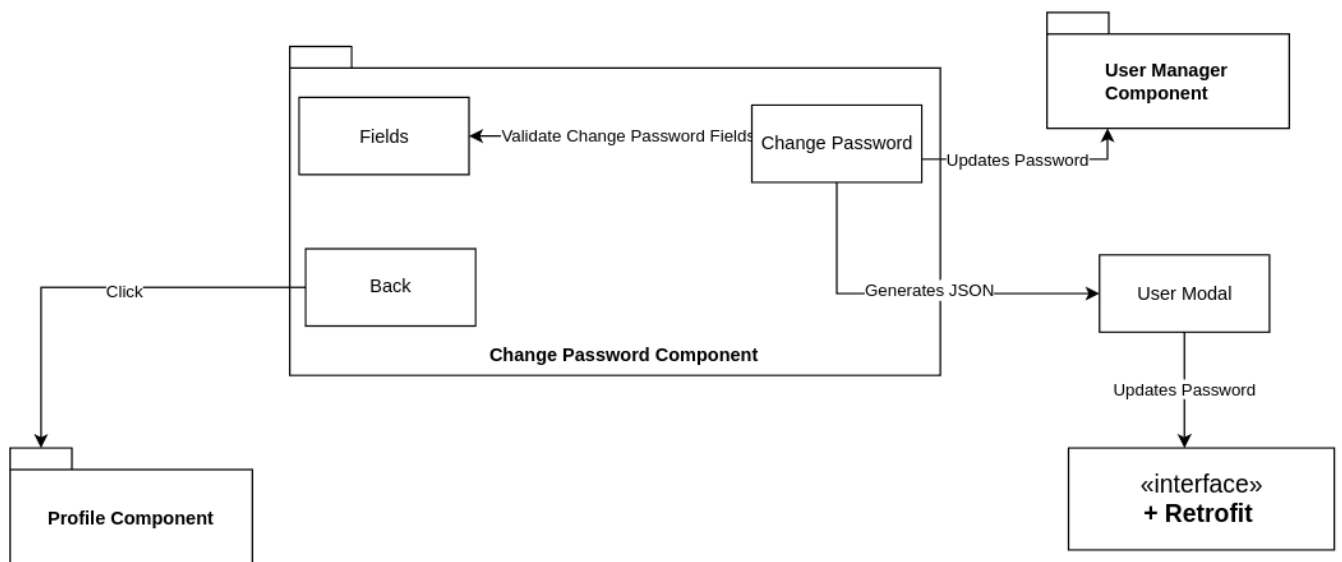 User Manager
Component
Fields
Validate Change Password Fields
Change Password
Updates Password
Click
Back
Generates JSON
User Modal
Change Password Component
Updates Password
Profile Component
«interface»
+ Retrofit